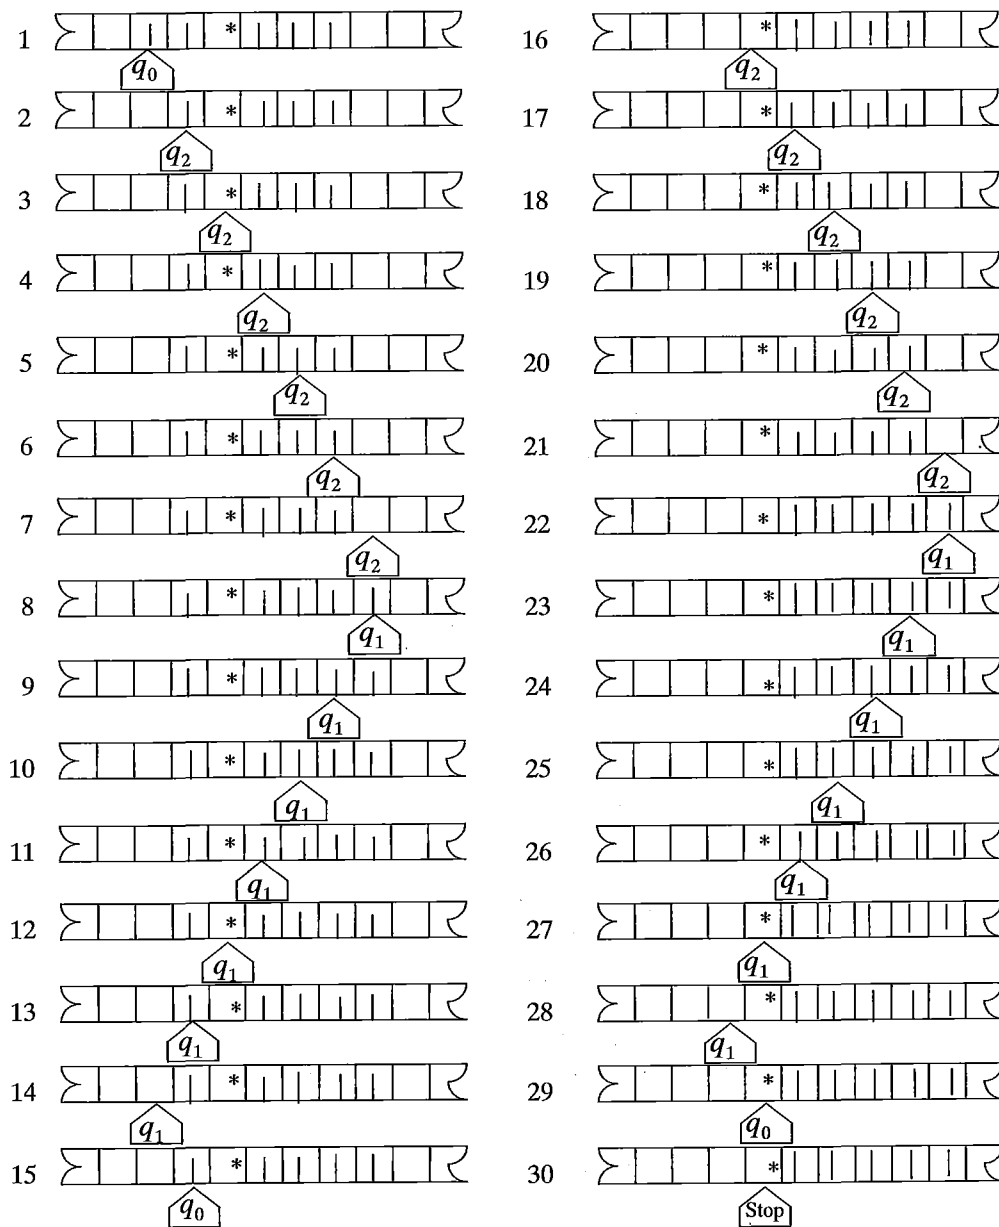 1 | | * | | |
q₀
2 | * | | |
q₂
3 | * | | |
q₂
4 | * | | |
q₂
5 | * | | |
q₂
6 | * | | |
q₂
7 | * | | |
q₂
8 | * | | | |
q₁
9 | * | | | |
q₁
10 | * | | | |
q₁
11 | * | | | |
q₁
12 | * | | | |
q₁
13 | * | | | |
q₁
14 | * | | | |
q₁
15 | * | | | |
q₀
16 * | | | |
q₂
17 * | | | |
q₂
18 * | | | |
q₂
19 * | | | |
q₂
20 * | | | |
q₂
21 * | | | |
q₂
22 * | | | | |
q₁
23 * | | | | |
q₁
24 * | | | | |
q₁
25 * | | | | |
q₁
26 * | | | | |
q₁
27 * | | | | |
q₁
28 * | | | | |
q₁
29 * | | | | |
q₀
30 * | | | | |
Stop